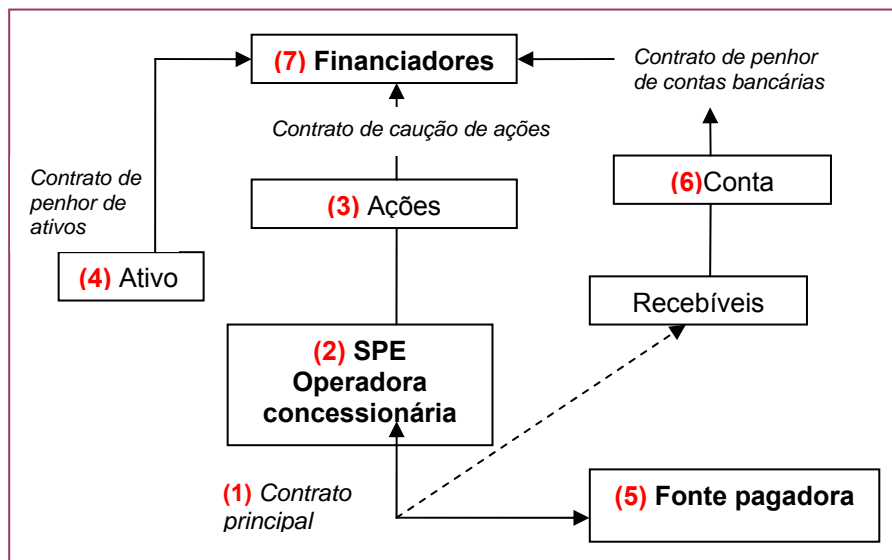 (7) Financiadores
Contrato de penhor
de contas bancárias
Contrato de caução de ações
Contrato de
penhor de
ativos
(6)Conta
(3) Ações
(4) Ativo
Recebíveis
(2) SPE
Operadora
concessionária
(1) Contrato
principal
(5) Fonte pagadora